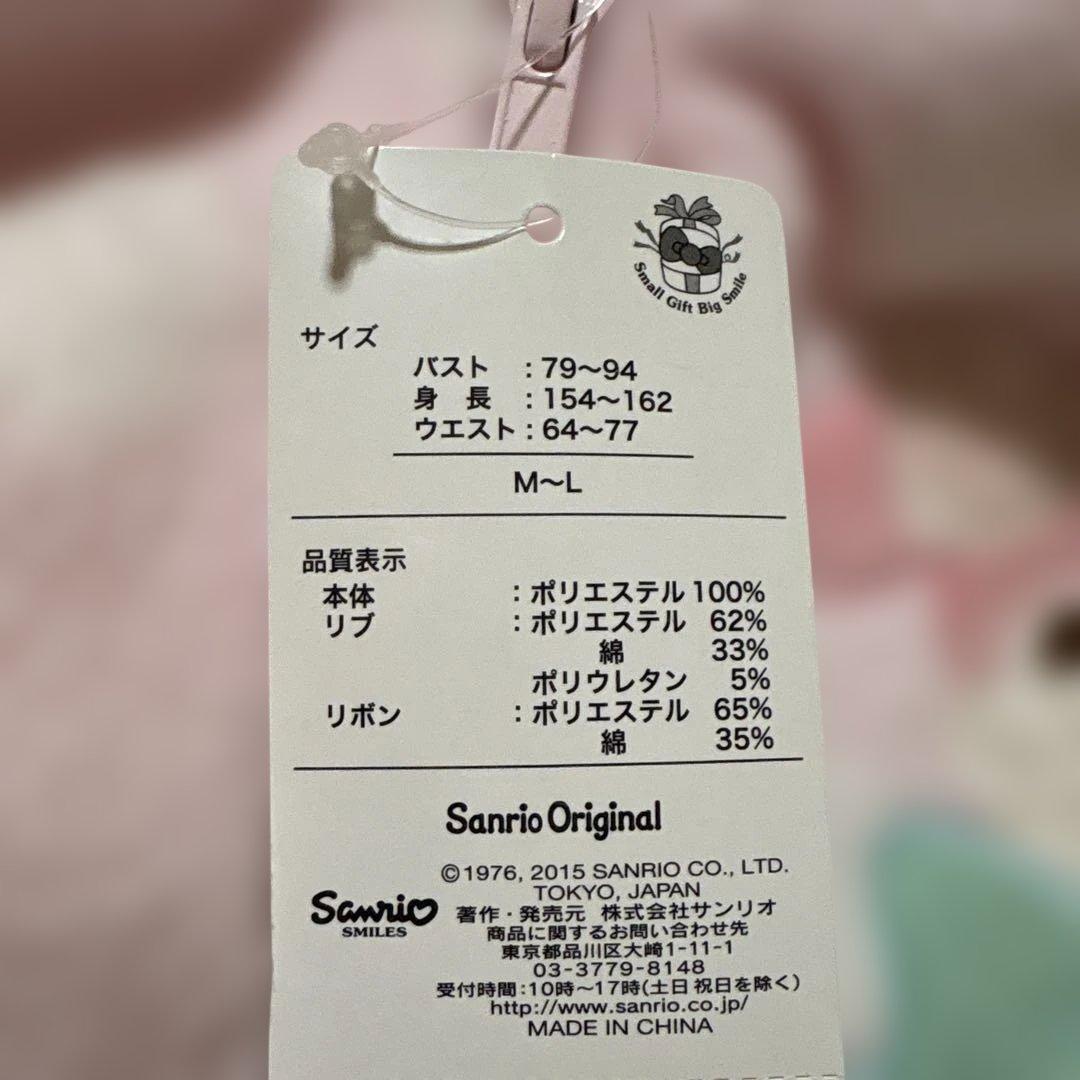 Small Gift Big Smile
サイズ
バスト : 79〜94
身 長 : 154〜162
ウエスト : 64〜77
M〜L
品質表示
本体 : ポリエステル 100%
リブ : ポリエステル 62%
綿 33%
ポリウレタン 5%
リボン : ポリエステル 65%
綿 35%
Sanrio Original
©1976, 2015 SANRIO CO., LTD.
TOKYO, JAPAN
Sanrio
SMILES
著作・発売元 株式会社サンリオ
商品に関するお問い合わせ先
東京都品川区大崎1-11-1
03-3779-8148
受付時間:10時〜17時(土日 祝日を除く)
http://www.sanrio.co.jp/
MADE IN CHINA